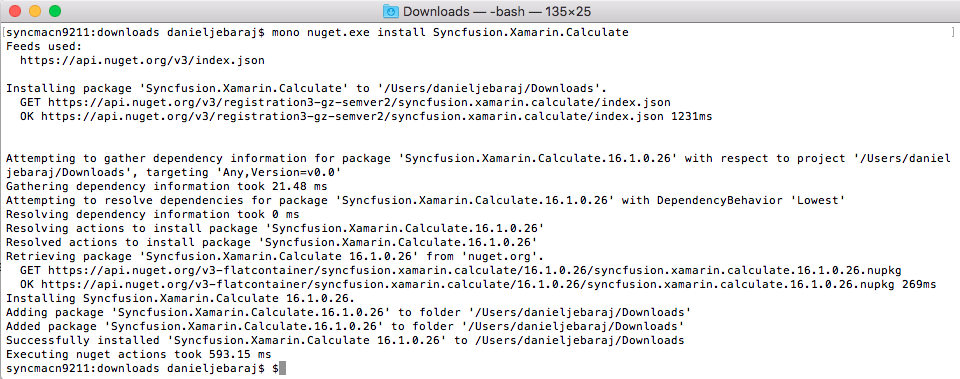 Downloads — -bash — 135×25
[syncmacn9211:downloads danieljebaraj$ mono nuget.exe install Syncfusion.Xamarin.Calculate ]
Feeds used:
  https://api.nuget.org/v3/index.json

Installing package 'Syncfusion.Xamarin.Calculate' to '/Users/danieljebaraj/Downloads'.
  GET https://api.nuget.org/v3/registration3-gz-semver2/syncfusion.xamarin.calculate/index.json
  OK https://api.nuget.org/v3/registration3-gz-semver2/syncfusion.xamarin.calculate/index.json 1231ms

Attempting to gather dependency information for package 'Syncfusion.Xamarin.Calculate.16.1.0.26' with respect to project '/Users/daniel
jebaraj/Downloads', targeting 'Any,Version=v0.0'
Gathering dependency information took 21.48 ms
Attempting to resolve dependencies for package 'Syncfusion.Xamarin.Calculate.16.1.0.26' with DependencyBehavior 'Lowest'
Resolving dependency information took 0 ms
Resolving actions to install package 'Syncfusion.Xamarin.Calculate.16.1.0.26'
Resolved actions to install package 'Syncfusion.Xamarin.Calculate.16.1.0.26'
Retrieving package 'Syncfusion.Xamarin.Calculate 16.1.0.26' from 'nuget.org'.
  GET https://api.nuget.org/v3-flatcontainer/syncfusion.xamarin.calculate/16.1.0.26/syncfusion.xamarin.calculate.16.1.0.26.nupkg
  OK https://api.nuget.org/v3-flatcontainer/syncfusion.xamarin.calculate/16.1.0.26/syncfusion.xamarin.calculate.16.1.0.26.nupkg 269ms
Installing Syncfusion.Xamarin.Calculate 16.1.0.26.
Adding package 'Syncfusion.Xamarin.Calculate.16.1.0.26' to folder '/Users/danieljebaraj/Downloads'
Added package 'Syncfusion.Xamarin.Calculate.16.1.0.26' to folder '/Users/danieljebaraj/Downloads'
Successfully installed 'Syncfusion.Xamarin.Calculate 16.1.0.26' to /Users/danieljebaraj/Downloads
Executing nuget actions took 593.15 ms
syncmacn9211:downloads danieljebaraj$ $